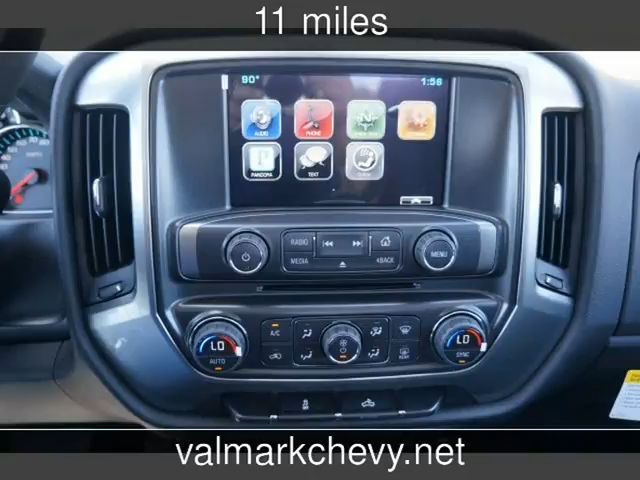 11 miles
90°
1:56
AUDIO
PHONE
PANDORA
TEXT
RADIO
MEDIA
BACK
MENU
LO
AUTO
A/C
LO
SYNC
valmarkchevy.net